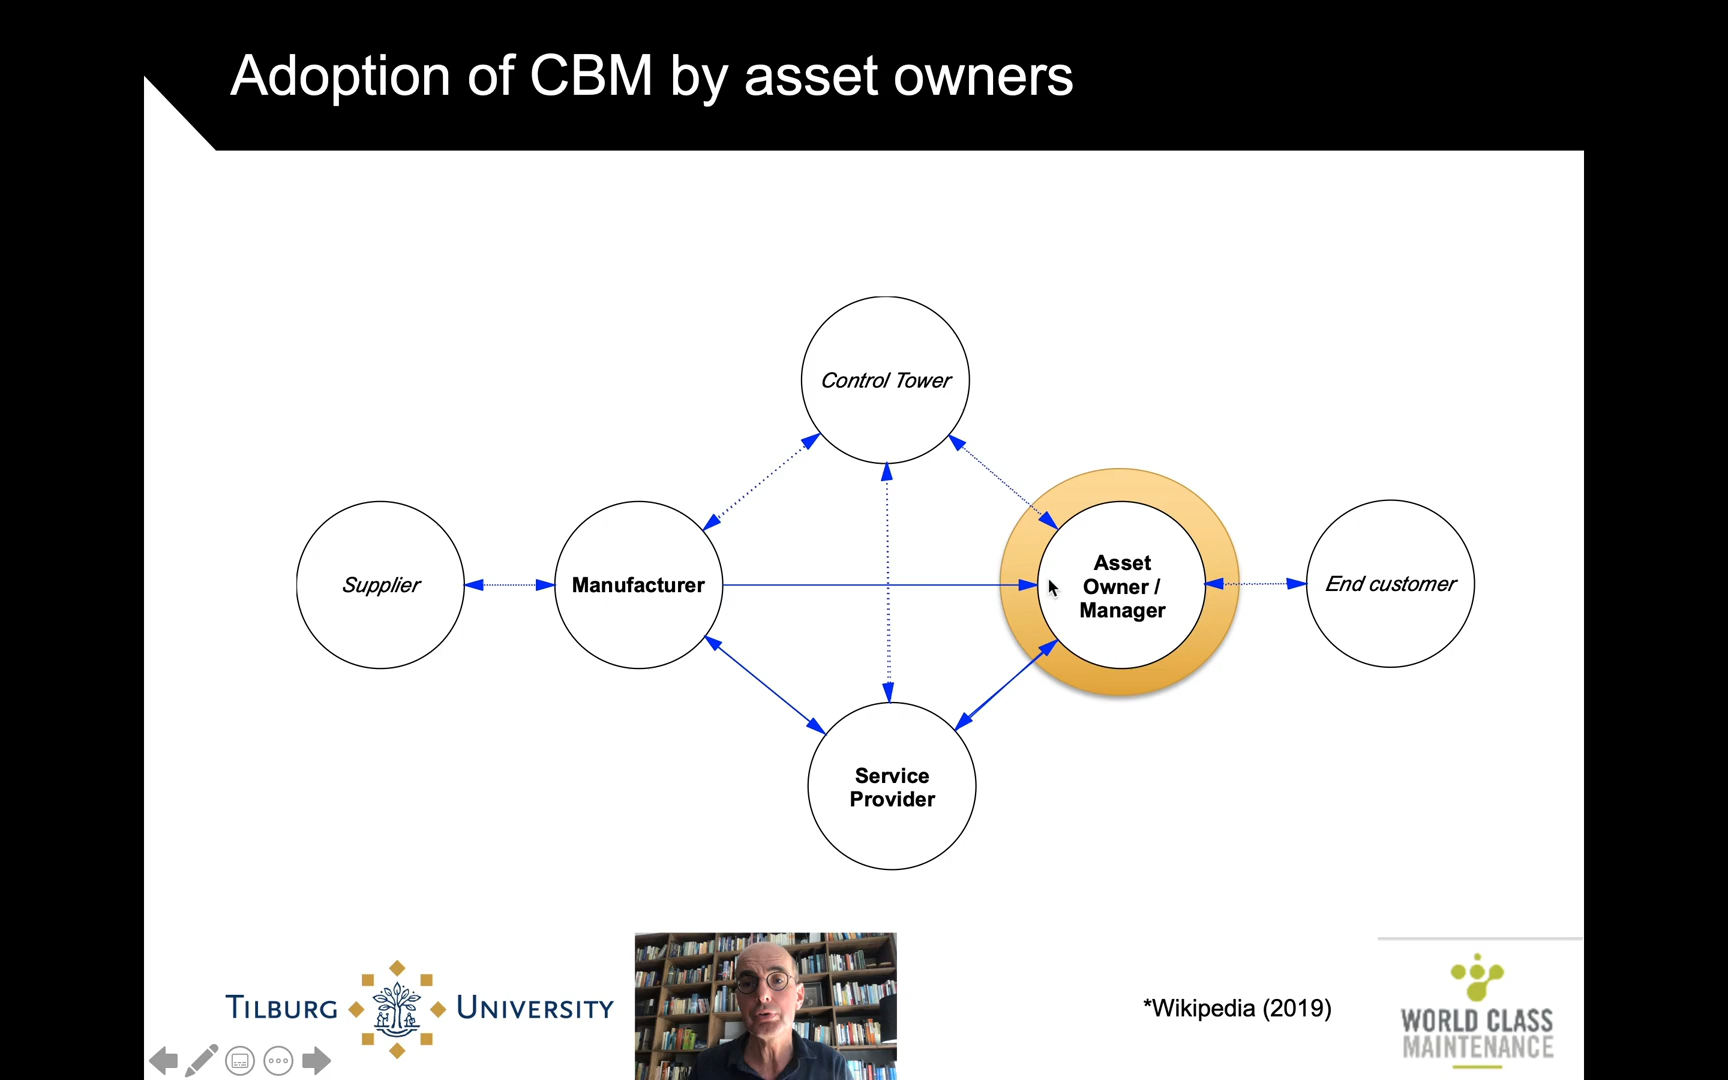 Adoption of CBM by asset owners
Control Tower
Supplier
Manufacturer
Asset
Owner /
Manager
End customer
Service
Provider
TILBURG UNIVERSITY
*Wikipedia (2019)
WORLD CLASS
MAINTENANCE